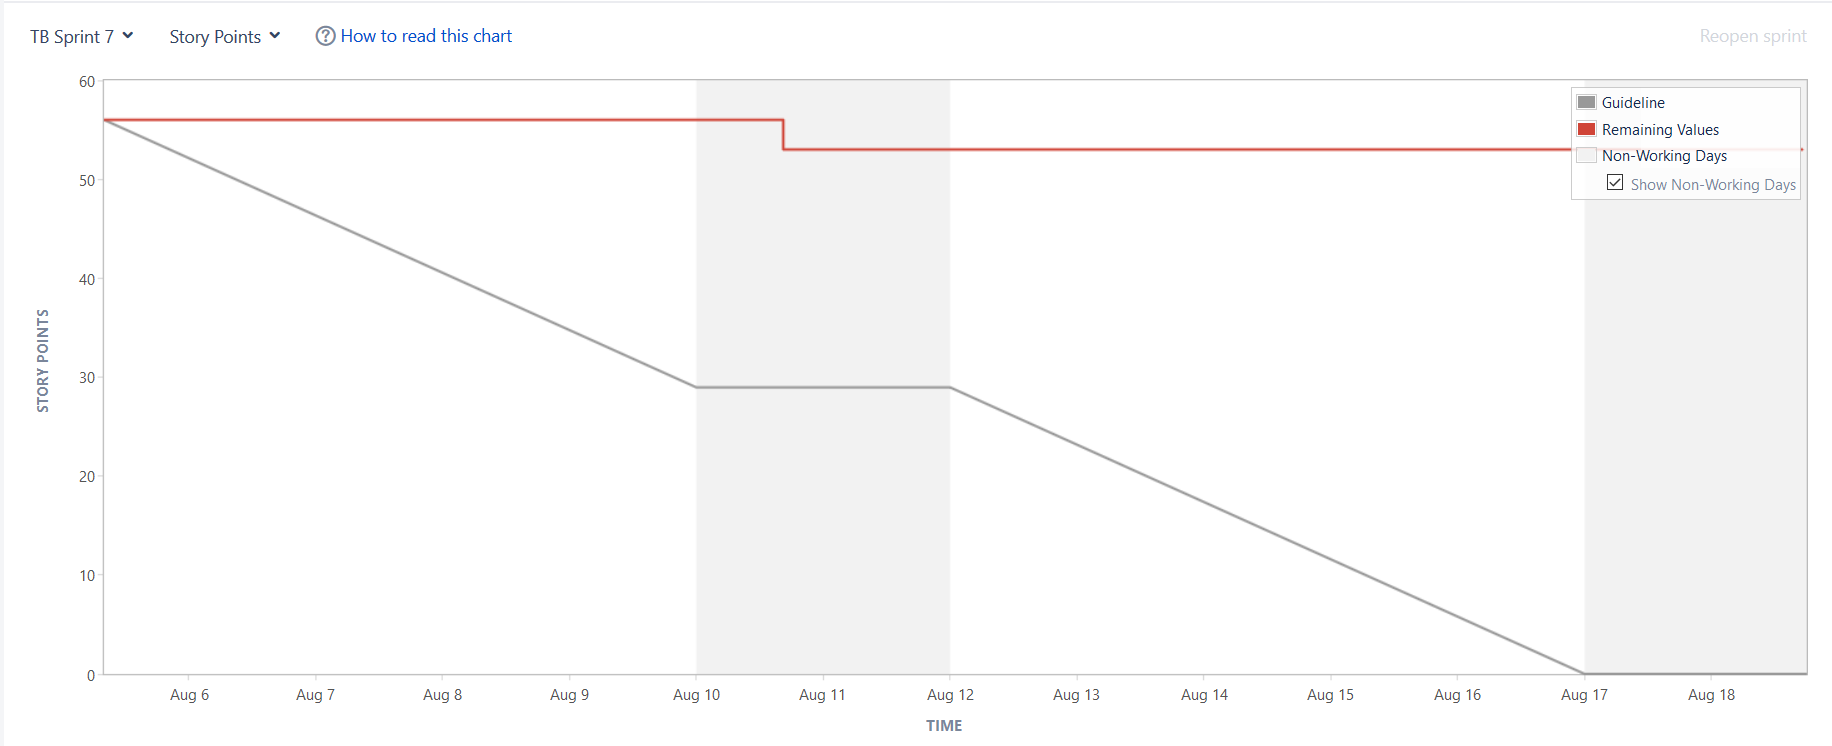 TB Sprint 7
Story Points
How to read this chart
Reopen sprint
60
50
40
30
20
10
0
STORY POINTS
Guideline
Remaining Values
Non-Working Days
Show Non-Working Days
Aug 6
Aug 7
Aug 8
Aug 9
Aug 10
Aug 11
Aug 12
Aug 13
Aug 14
Aug 15
Aug 16
Aug 17
Aug 18
TIME